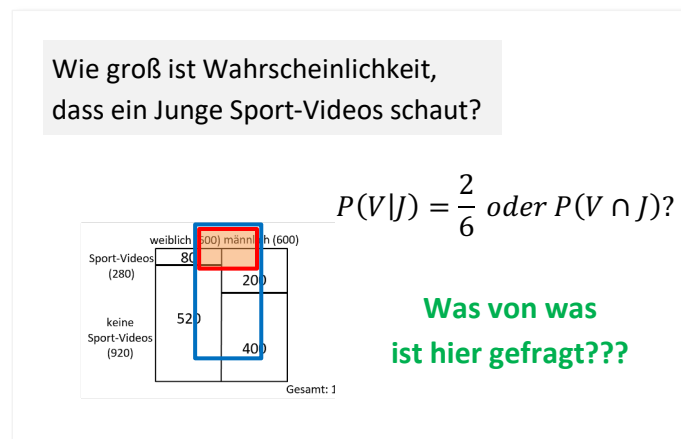 Wie groß ist Wahrscheinlichkeit,
dass ein Junge Sport-Videos schaut?
P(V|J) = 2/6 oder P(V ∩ J)?
weiblich (600) männlich (600)
Sport-Videos
(280)
80
200
keine
Sport-Videos
(920)
520
400
Gesamt: 1
Was von was
ist hier gefragt???